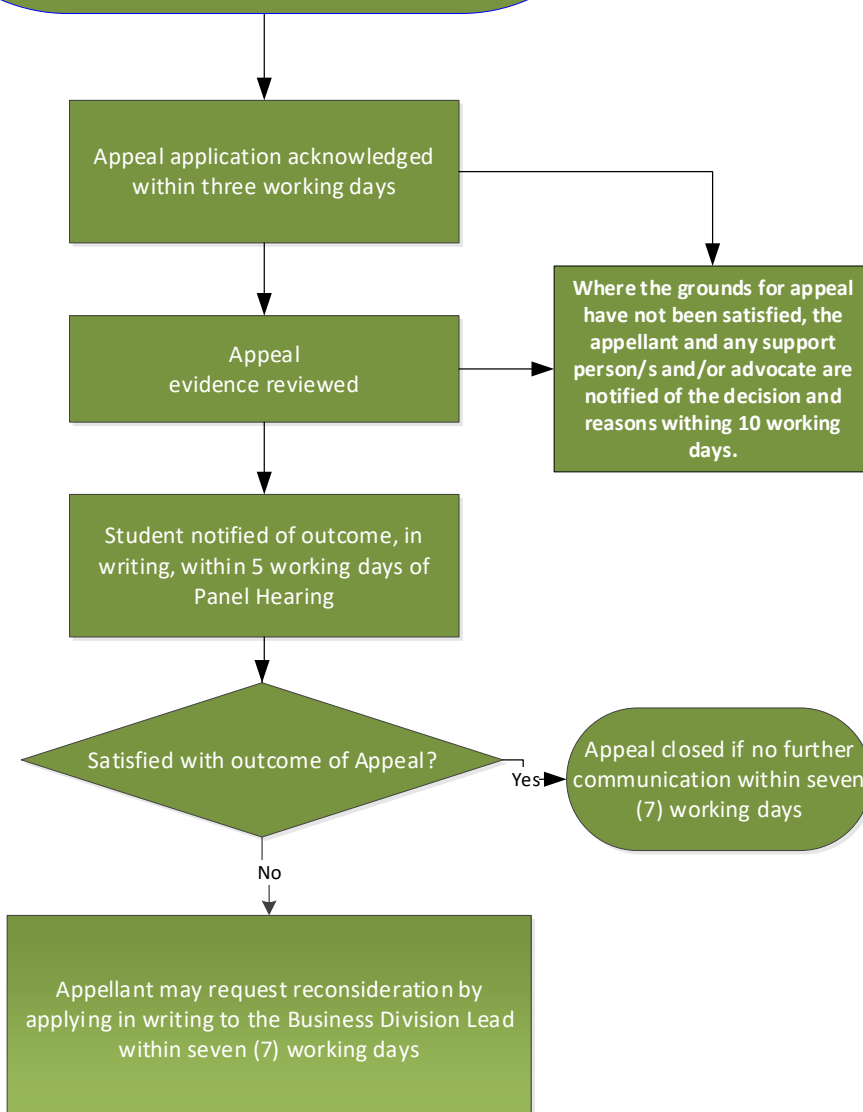 Appeal application acknowledged
within three working days
Where the grounds for appeal
have not been satisfied, the
appellant and any support
person/s and/or advocate are
notified of the decision and
reasons withing 10 working
days.
Appeal
evidence reviewed
Student notified of outcome, in
writing, within 5 working days of
Panel Hearing
Satisfied with outcome of Appeal?
Yes
Appeal closed if no further
communication within seven
(7) working days
No
Appellant may request reconsideration by
applying in writing to the Business Division Lead
within seven (7) working days